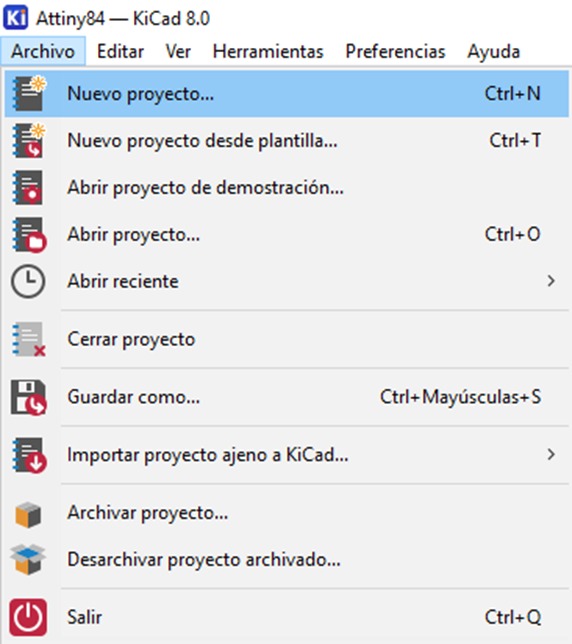 Ki Attiny84 — KiCad 8.0
Archivo Editar Ver Herramientas Preferencias Ayuda
Nuevo proyecto... Ctrl+N
Nuevo proyecto desde plantilla... Ctrl+T
Abrir proyecto de demostración...
Abrir proyecto... Ctrl+O
Abrir reciente
Cerrar proyecto
Guardar como... Ctrl+Mayúsculas+S
Importar proyecto ajeno a KiCad...
Archivar proyecto...
Desarchivar proyecto archivado...
Salir Ctrl+Q